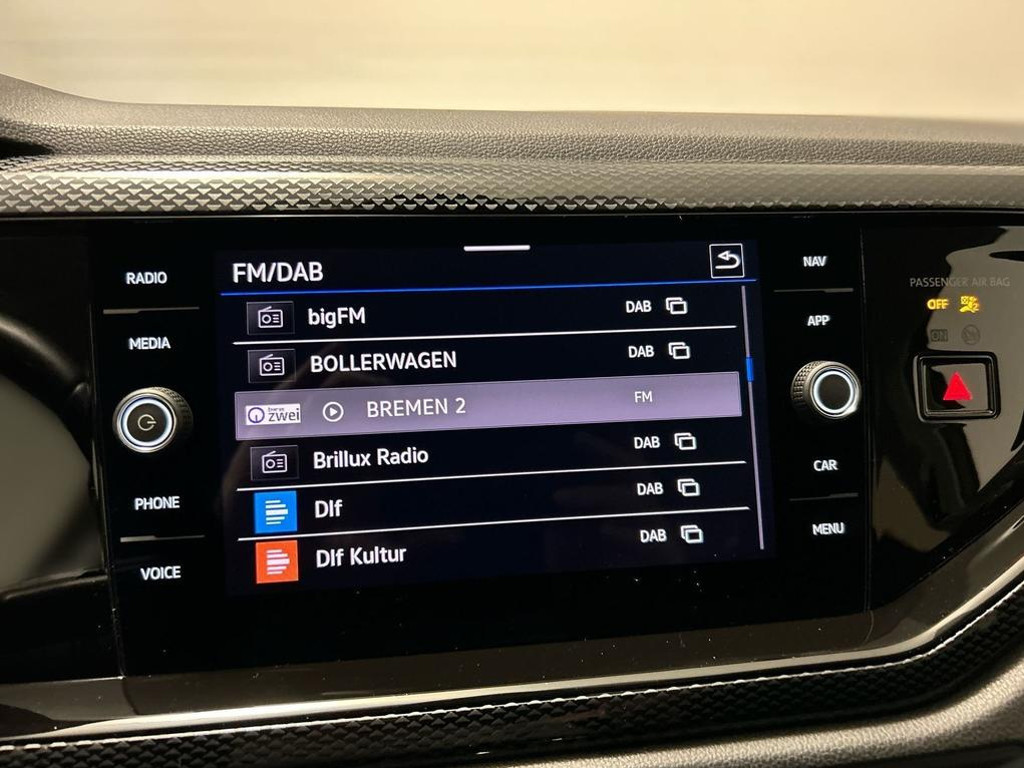 FM/DAB
bigFM DAB
BOLLERWAGEN DAB
zwei BREMEN 2 FM
Brillux Radio DAB
Dlf DAB
Dlf Kultur DAB
RADIO
MEDIA
PHONE
VOICE
NAV
APP
CAR
MENU
PASSENGER AIR BAG
OFF
ON